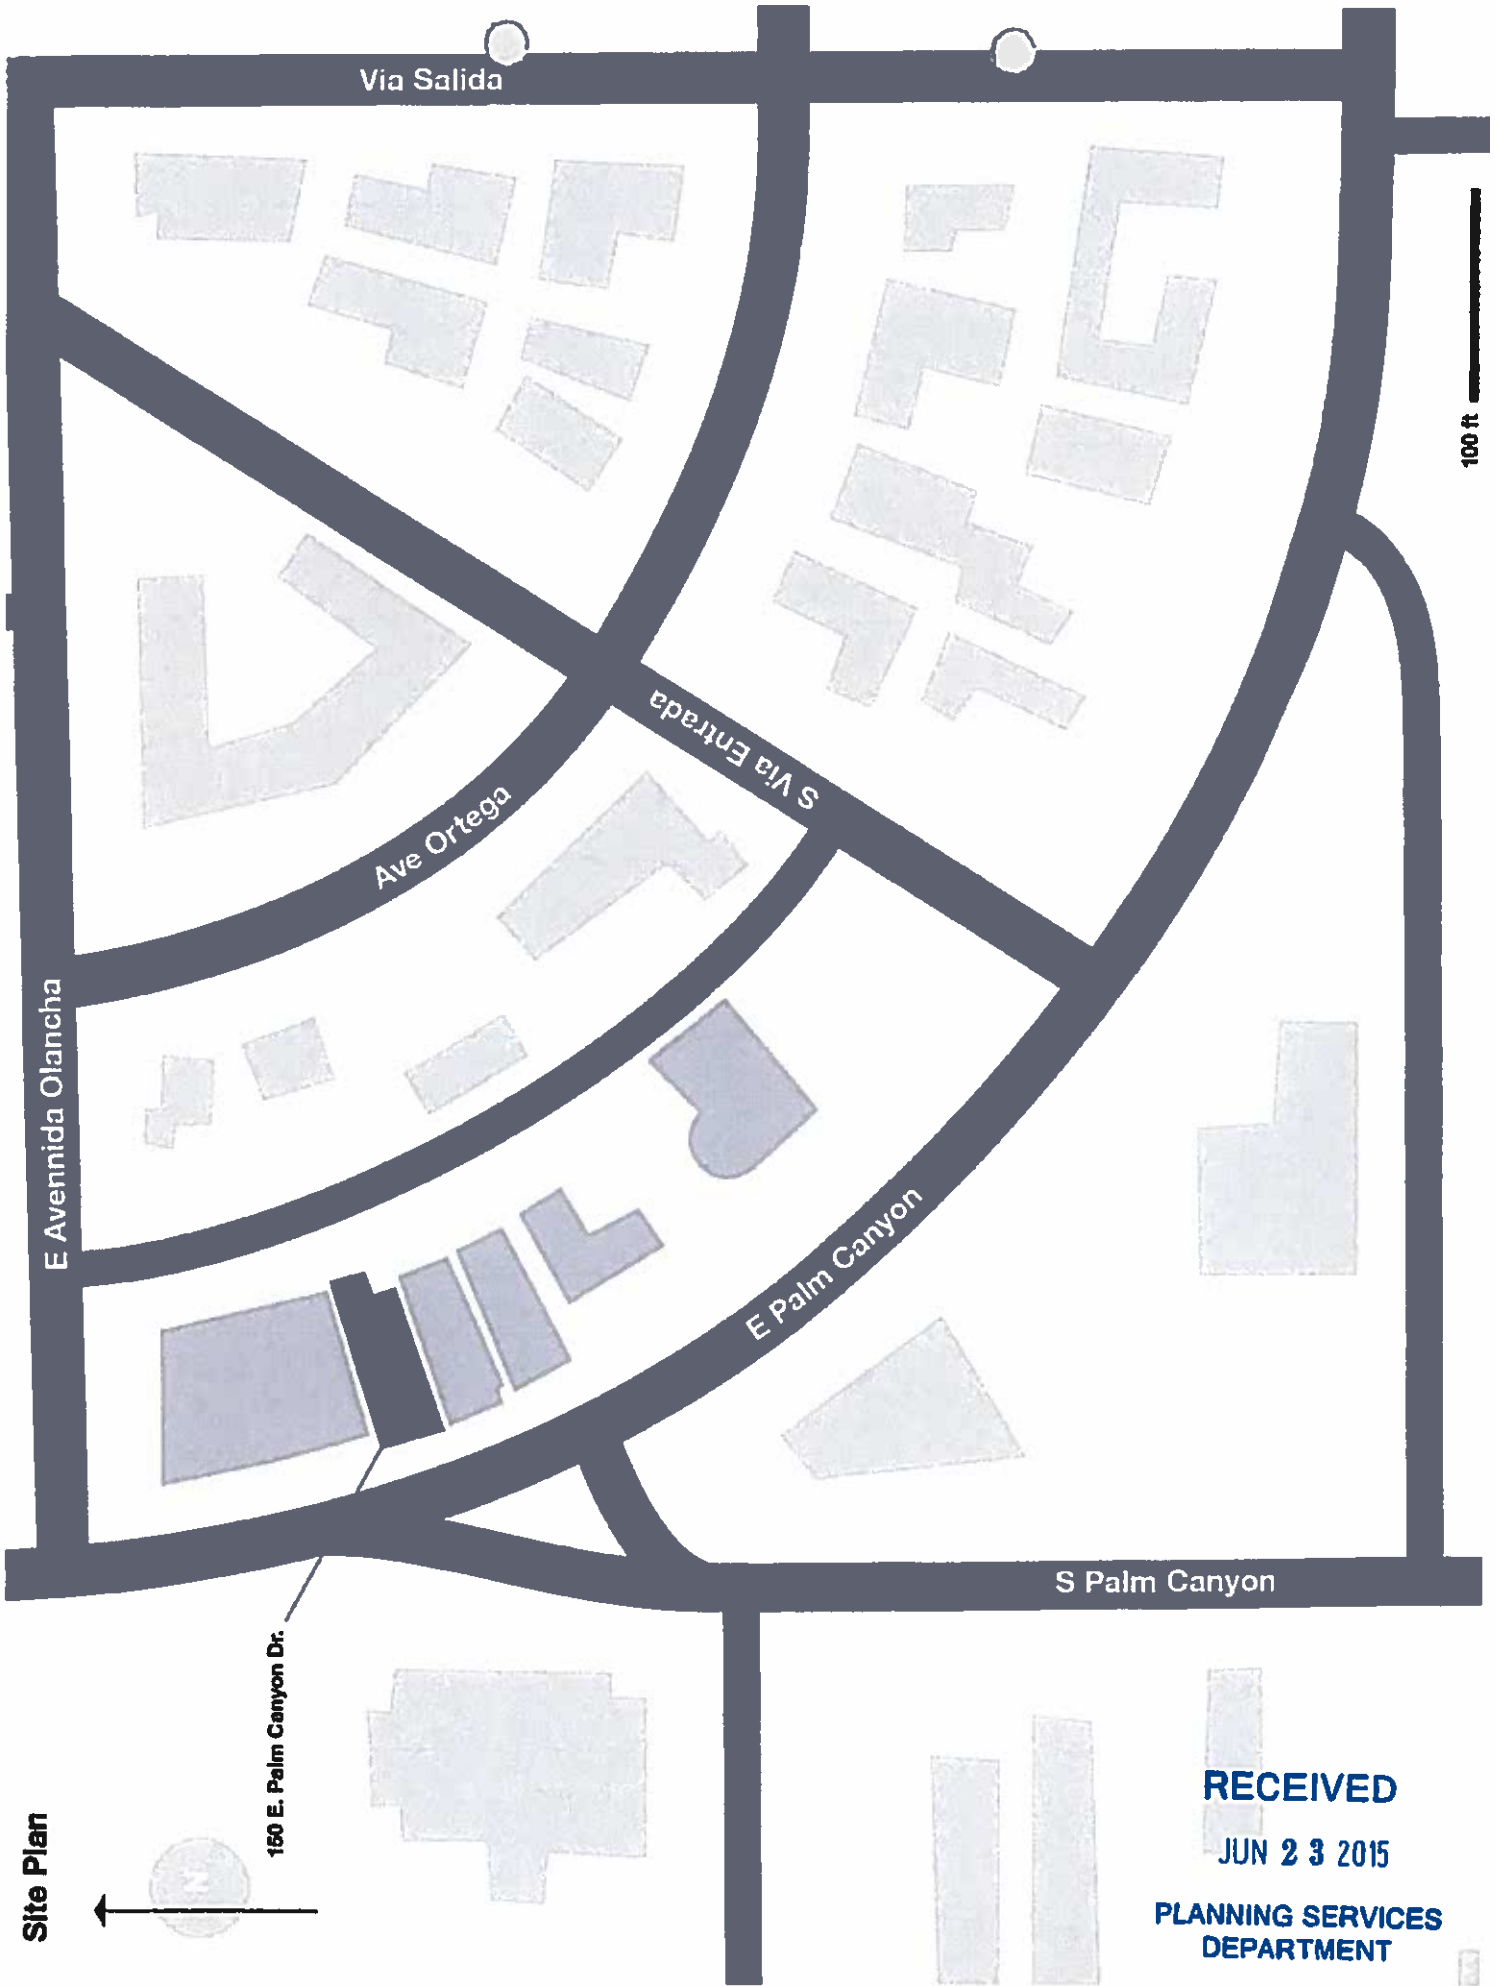 Site Plan
N
150 E. Palm Canyon Dr.
E Avennida Olancha
Via Salida
Ave Ortega
S Via Entrada
E Palm Canyon
S Palm Canyon
100 ft
RECEIVED
JUN 23 2015
PLANNING SERVICES
DEPARTMENT